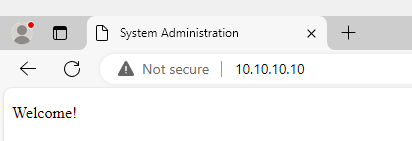 System Administration
Not secure | 10.10.10.10
Welcome!